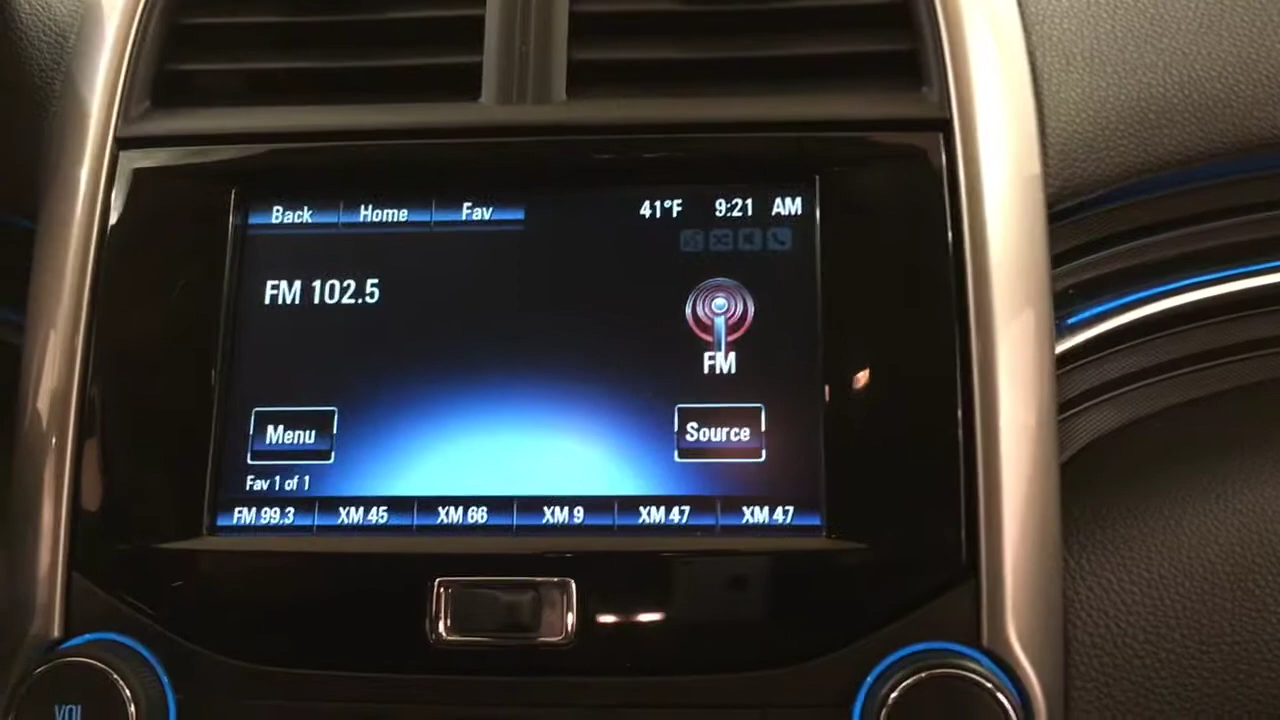 Back Home Fav 41°F 9:21 AM
FM 102.5
FM
Menu Source
Fav 1 of 1
FM 99.3 XM 45 XM 66 XM 9 XM 47 XM 47
VOL